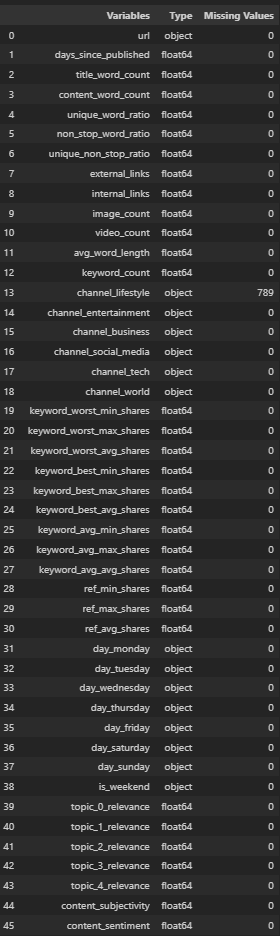 Variables Type Missing Values
0 url object 0
1 days_since_published float64 0
2 title_word_count float64 0
3 content_word_count float64 0
4 unique_word_ratio float64 0
5 non_stop_word_ratio float64 0
6 unique_non_stop_ratio float64 0
7 external_links float64 0
8 internal_links float64 0
9 image_count float64 0
10 video_count float64 0
11 avg_word_length float64 0
12 keyword_count float64 0
13 channel_lifestyle object 789
14 channel_entertainment object 0
15 channel_business object 0
16 channel_social_media object 0
17 channel_tech object 0
18 channel_world object 0
19 keyword_worst_min_shares float64 0
20 keyword_worst_max_shares float64 0
21 keyword_worst_avg_shares float64 0
22 keyword_best_min_shares float64 0
23 keyword_best_max_shares float64 0
24 keyword_best_avg_shares float64 0
25 keyword_avg_min_shares float64 0
26 keyword_avg_max_shares float64 0
27 keyword_avg_avg_shares float64 0
28 ref_min_shares float64 0
29 ref_max_shares float64 0
30 ref_avg_shares float64 0
31 day_monday object 0
32 day_tuesday object 0
33 day_wednesday object 0
34 day_thursday object 0
35 day_friday object 0
36 day_saturday object 0
37 day_sunday object 0
38 is_weekend object 0
39 topic_0_relevance float64 0
40 topic_1_relevance float64 0
41 topic_2_relevance float64 0
42 topic_3_relevance float64 0
43 topic_4_relevance float64 0
44 content_subjectivity float64 0
45 content_sentiment float64 0